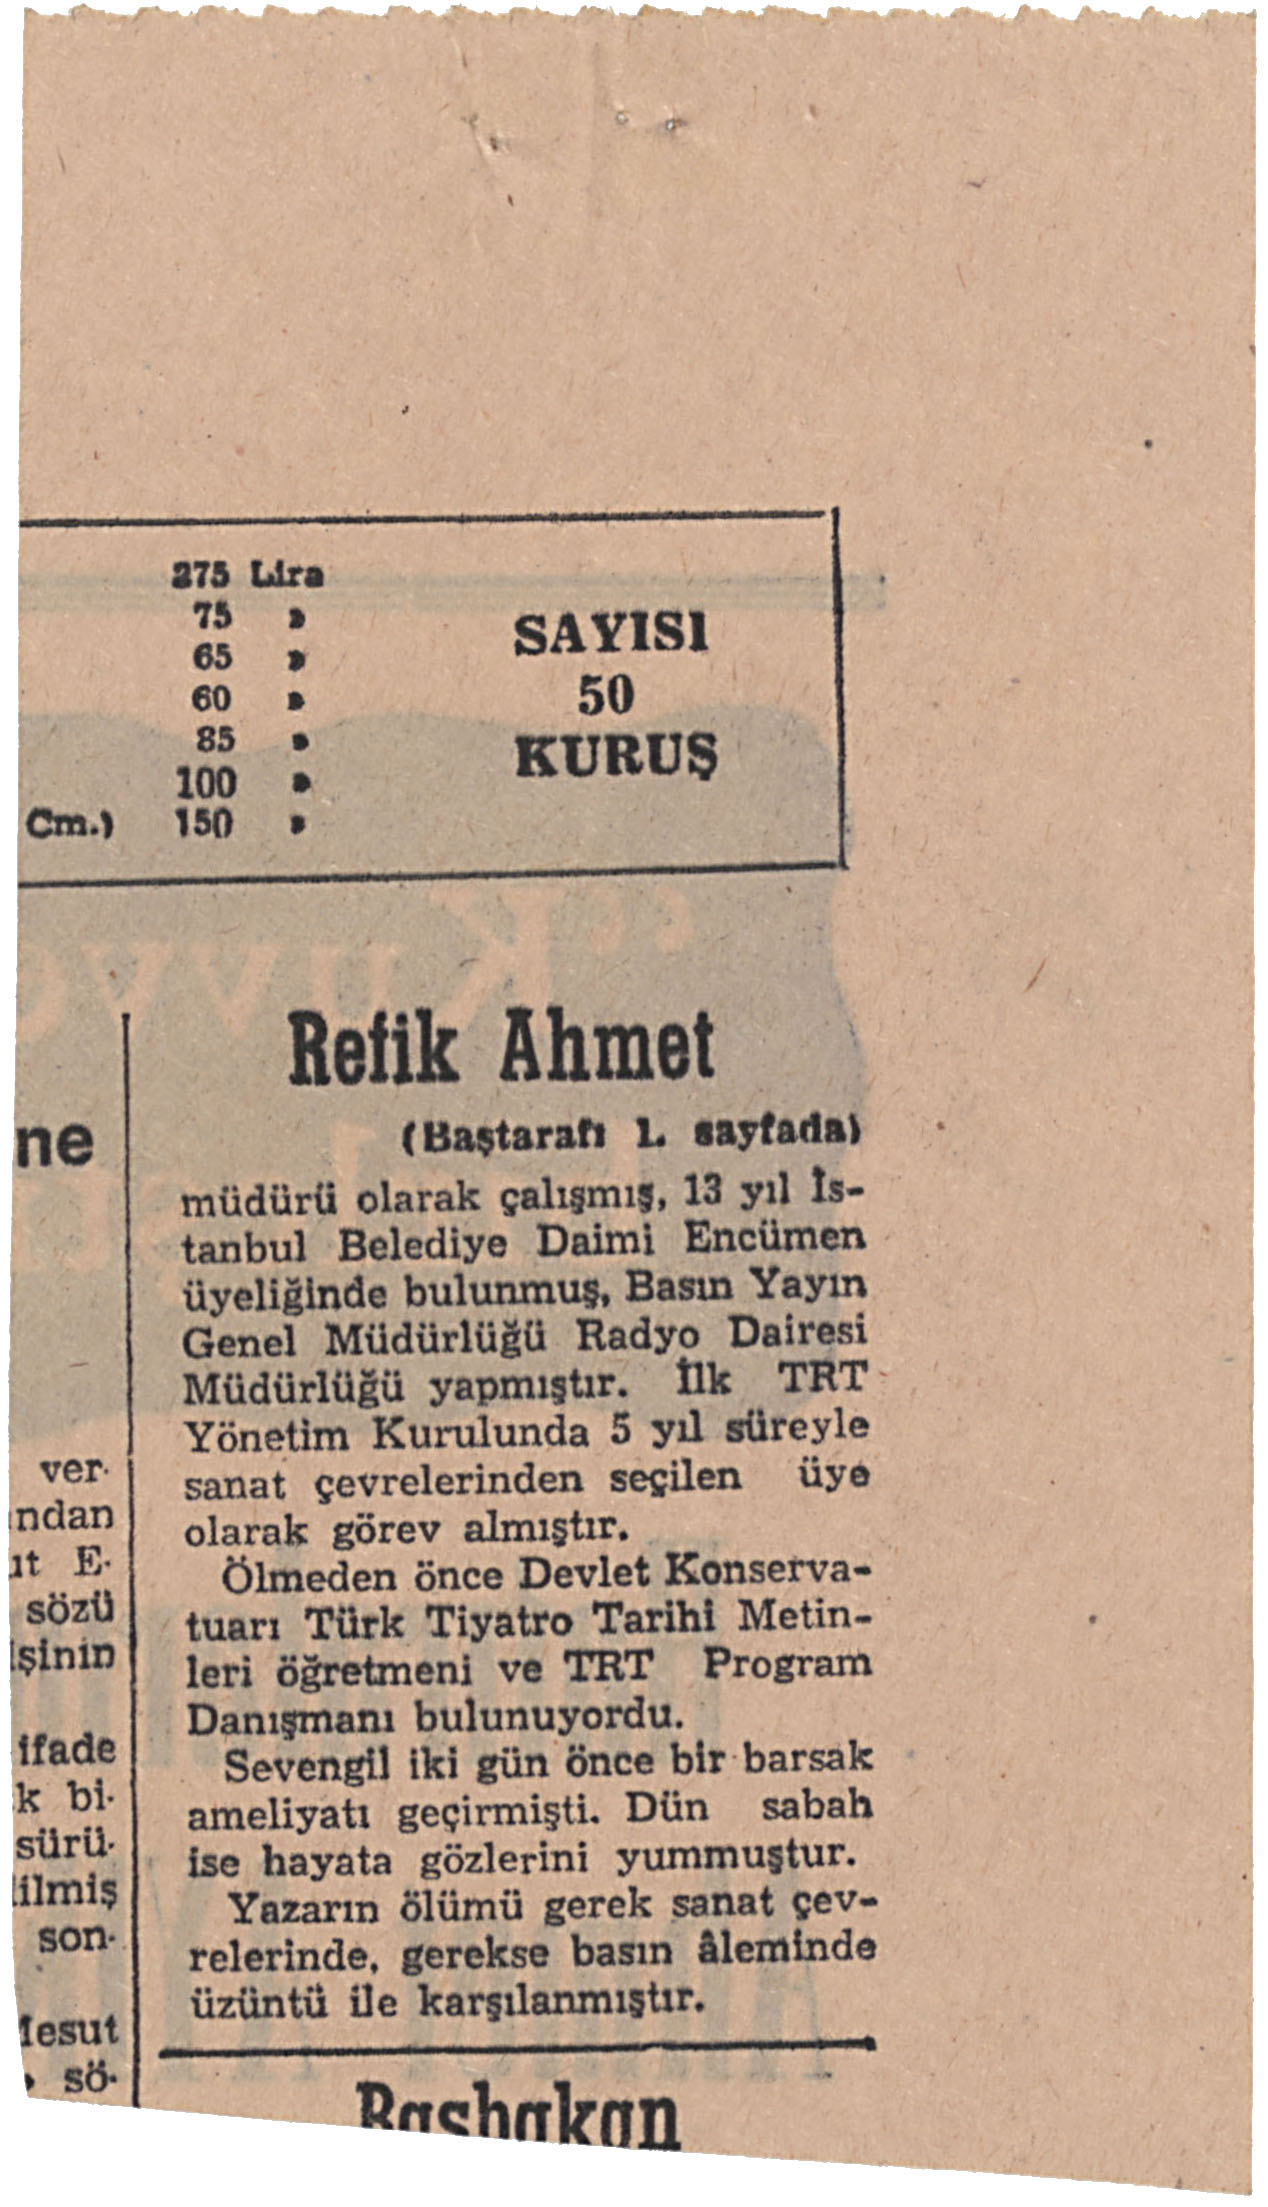 275 Lira
75 »
65 »
60 »
85 »
100 »
Cm.) 150 »
SAYISI
50
KURUŞ
ne
ver-
ndan
ut E-
sözü
işinin
ifade
k bi-
sürü-
ilmiş
son-
esut
sö-
Refik Ahmet
(Baştarafı 1. sayfada)
müdürü olarak çalışmış, 13 yıl İs-
tanbul Belediye Daimi Encümen
üyeliğinde bulunmuş, Basın Yayın
Genel Müdürlüğü Radyo Dairesi
Müdürlüğü yapmıştır. İlk TRT
Yönetim Kurulunda 5 yıl süreyle
sanat çevrelerinden seçilen üye
olarak görev almıştır.
Ölmeden önce Devlet Konserva-
tuarı Türk Tiyatro Tarihi Metin-
leri öğretmeni ve TRT Program
Danışmanı bulunuyordu.
Sevengil iki gün önce bir barsak
ameliyatı geçirmişti. Dün sabah
ise hayata gözlerini yummuştur.
Yazarın ölümü gerek sanat çev-
relerinde, gerekse basın âleminde
üzüntü ile karşılanmıştır.
Başbakan